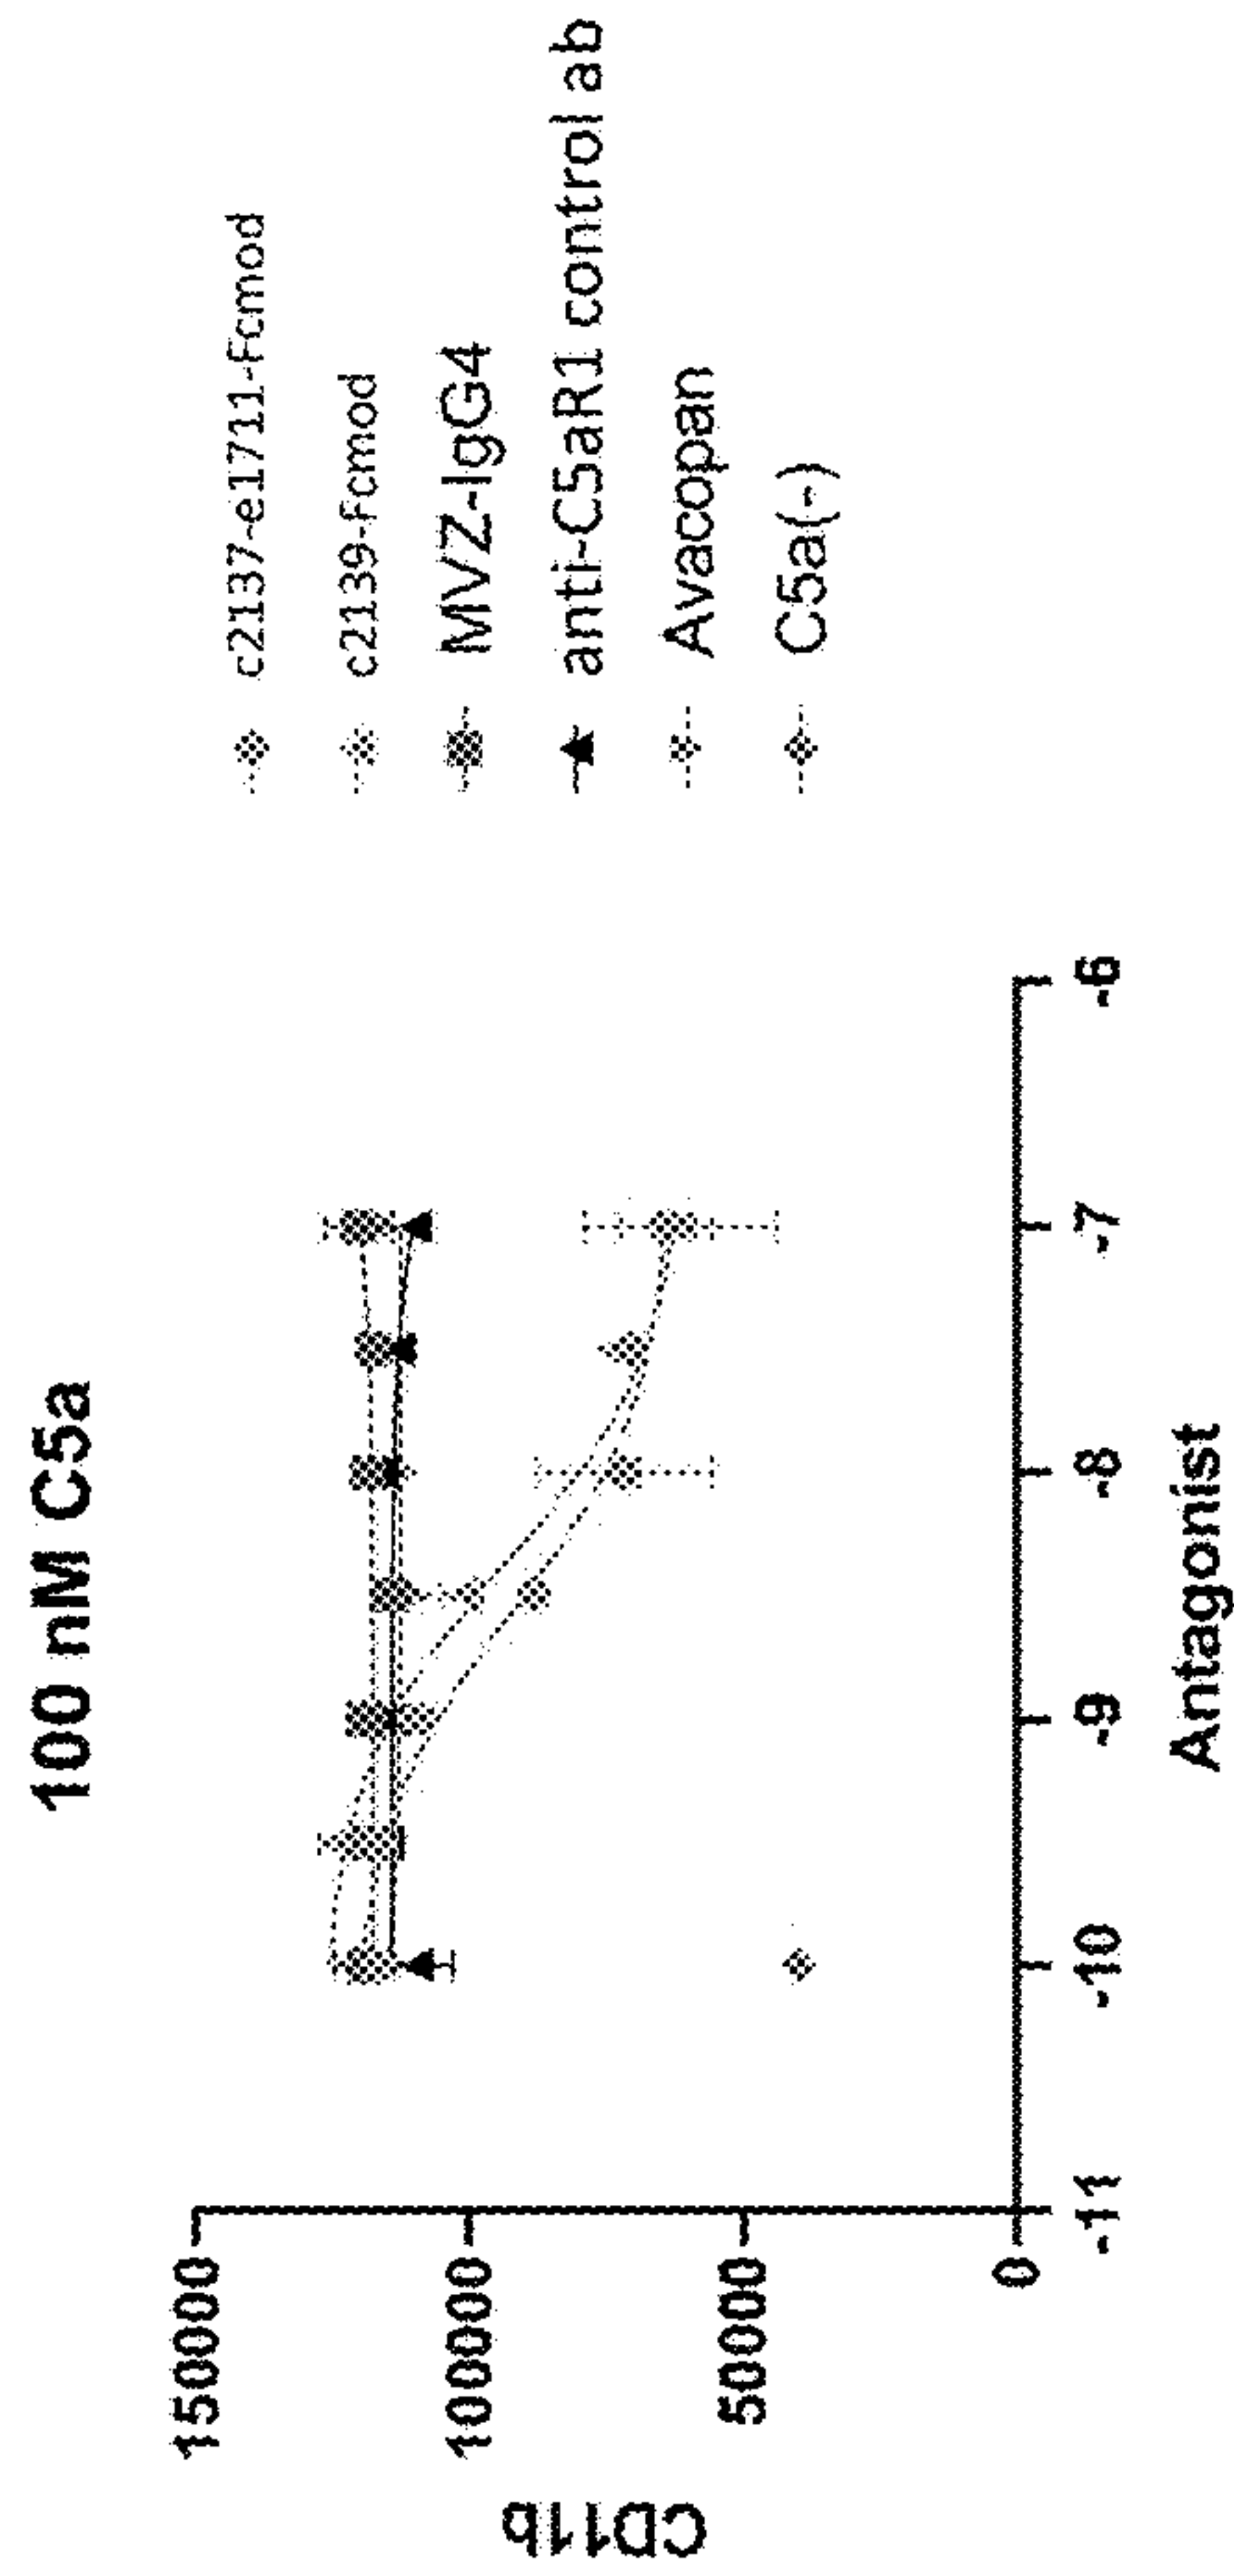 100 nM C5a
CD11b
150000
100000
50000
0
-11
-10
-9
-8
-7
-6
Antagonist
c2137-e1711-Fcmod
c2139-Fcmod
MVZ-IgG4
anti-C5aR1 control ab
Avacopan
C5a(-)